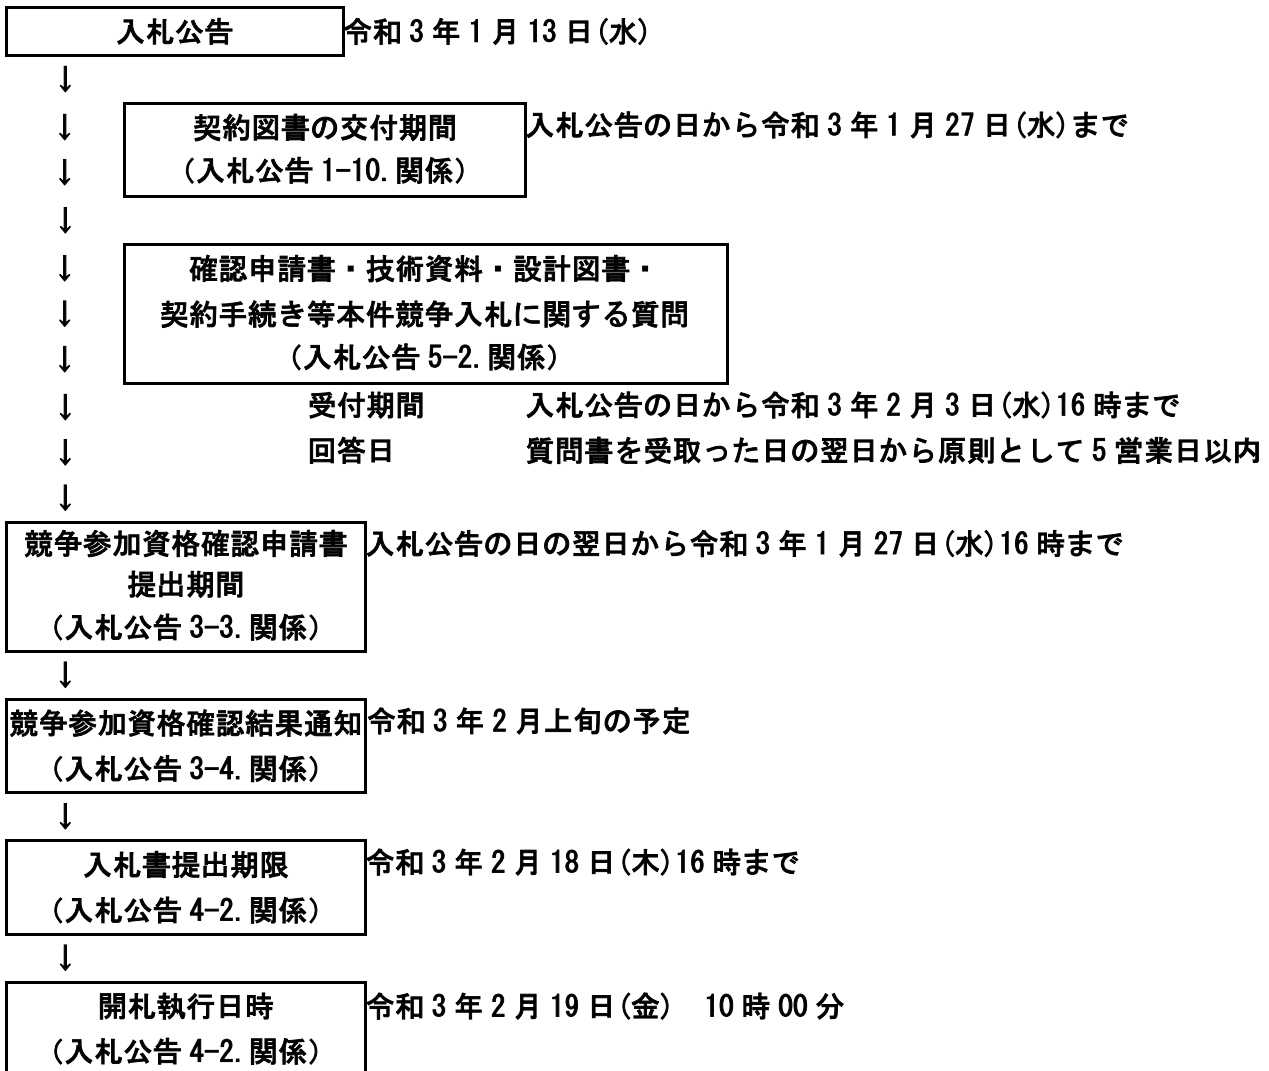 入札公告 令和3年1月13日(水)
↓
↓ 契約図書の交付期間 入札公告の日から令和3年1月27日(水)まで
↓ (入札公告1-10.関係)
↓
↓ 確認申請書・技術資料・設計図書・
↓ 契約手続き等本件競争入札に関する質問
↓ (入札公告5-2.関係)
↓ 受付期間 入札公告の日から令和3年2月3日(水)16時まで
↓ 回答日 質問書を受取った日の翌日から原則として5営業日以内
↓
競争参加資格確認申請書 入札公告の日の翌日から令和3年1月27日(水)16時まで
提出期間
(入札公告3-3.関係)
↓
競争参加資格確認結果通知 令和3年2月上旬の予定
(入札公告3-4.関係)
↓
入札書提出期限 令和3年2月18日(木)16時まで
(入札公告4-2.関係)
↓
開札執行日時 令和3年2月19日(金) 10時00分
(入札公告4-2.関係)